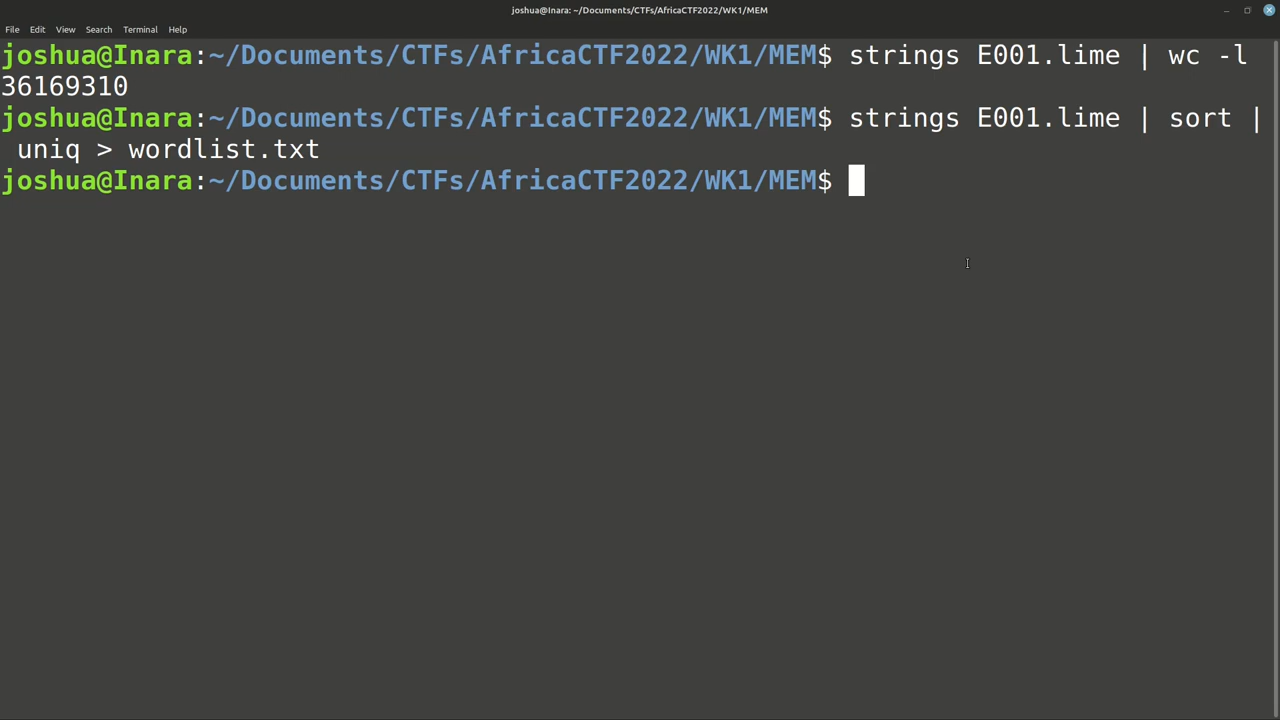 joshua@Inara: ~/Documents/CTFs/AfricaCTF2022/WK1/MEM
File Edit View Search Terminal Help
joshua@Inara:~/Documents/CTFs/AfricaCTF2022/WK1/MEM$ strings E001.lime | wc -l
36169310
joshua@Inara:~/Documents/CTFs/AfricaCTF2022/WK1/MEM$ strings E001.lime | sort |
 uniq > wordlist.txt
joshua@Inara:~/Documents/CTFs/AfricaCTF2022/WK1/MEM$